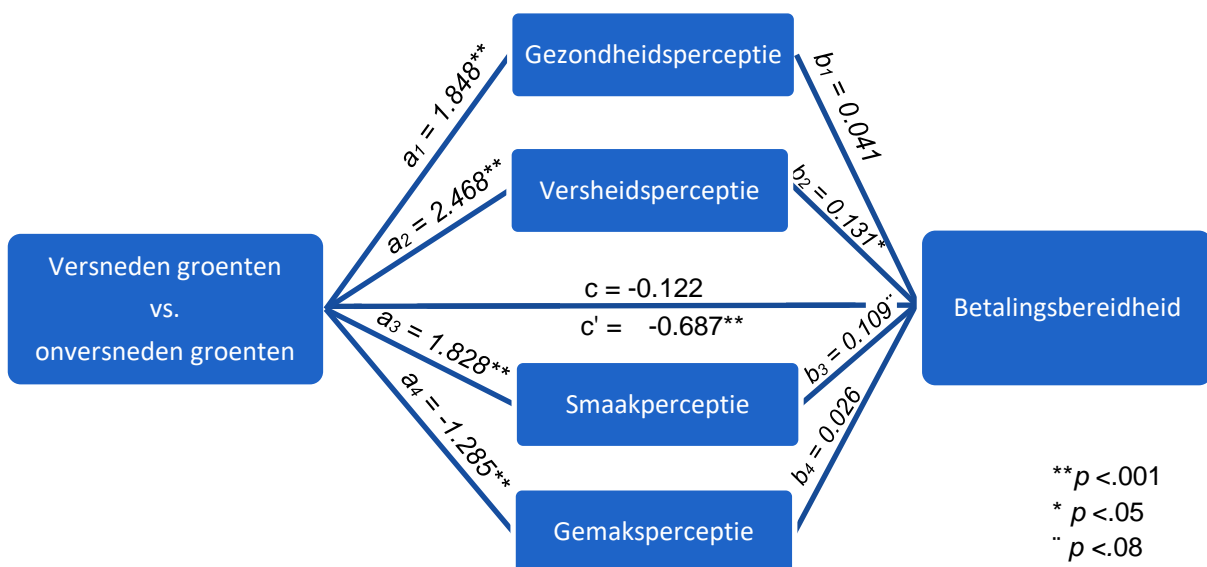 Gezondheidsperceptie
a₁ = 1.848**
b₁ = 0.041
Versheidsperceptie
a₂ = 2.468**
b₂ = 0.131*
Versneden groenten
vs.
onversneden groenten
c = -0.122
c' = -0.687**
Betalingsbereidheid
a₃ = 1.828**
b₃ = 0.109¨
Smaakperceptie
a₄ = -1.285**
b₄ = 0.026
Gemaksperceptie
**p <.001
* p <.05
¨ p <.08